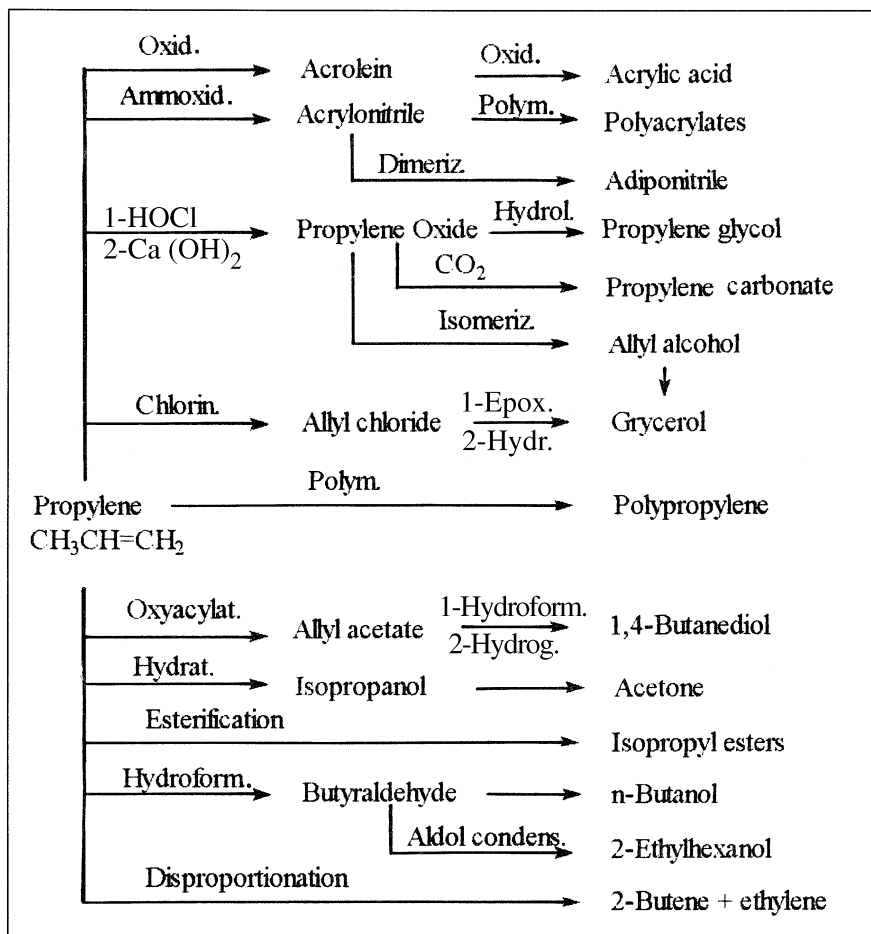 Oxid. Oxid.
Acrolein Acrylic acid
Ammoxid. Polym.
Acrylonitrile Polyacrylates
Dimeriz.
Adiponitrile
1-HOCl Hydrol.
Propylene Oxide Propylene glycol
2-Ca (OH)2
CO2
Propylene carbonate
Isomeriz.
Allyl alcohol
Chlorin. 1-Epox.
Allyl chloride Grycerol
2-Hydr.
Polym.
Propylene Polypropylene
CH3CH=CH2
Oxyacylat. 1-Hydroform.
Allyl acetate 1,4-Butanediol
2-Hydrog.
Hydrat.
Isopropanol Acetone
Esterification
Isopropyl esters
Hydroform.
Butyraldehyde n-Butanol
Aldol condens.
2-Ethylhexanol
Disproportionation
2-Butene + ethylene